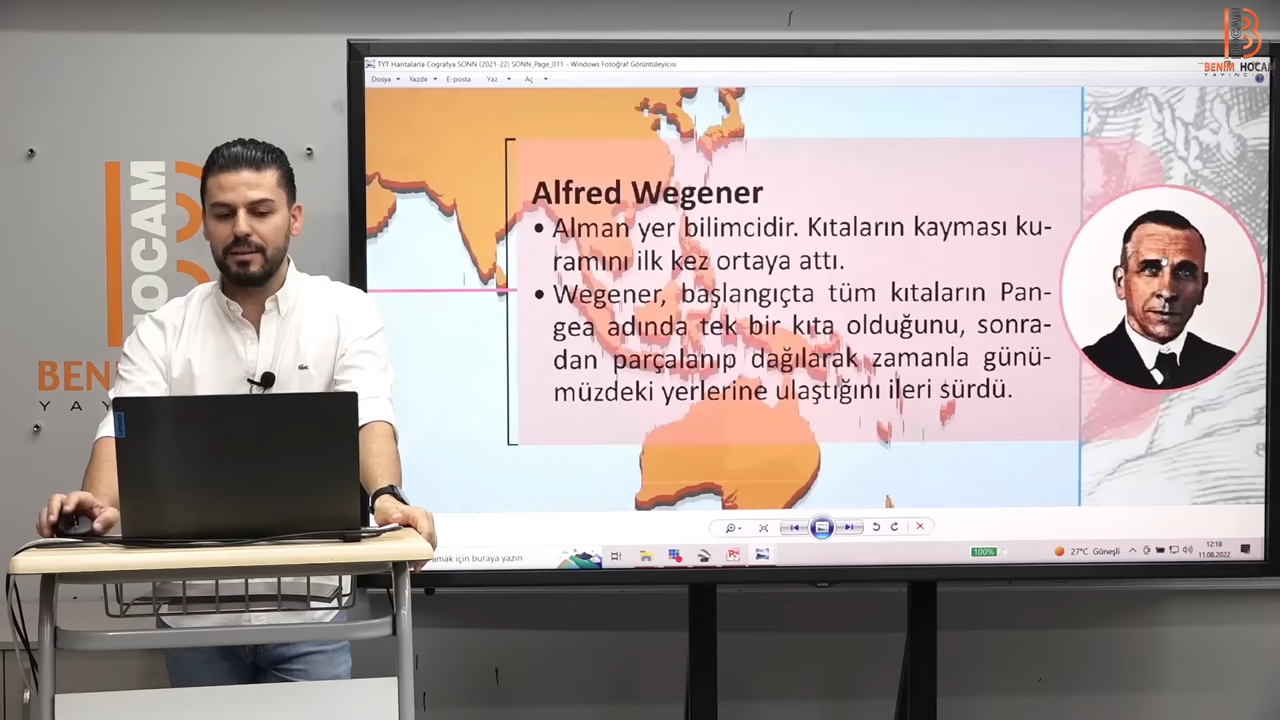 BENİM HOCAM
YAYINCI
TYT Haritalarla Cografya SONN (2021-22) SONN_Page_011 - Windows Fotoğraf Görüntüleyicisi
Dosya Yazdır E-posta Yaz Aç
HOCAM
BENİ
YAY
Alfred Wegener
• Alman yer bilimcidir. Kıtaların kayması ku-
ramını ilk kez ortaya attı.
• Wegener, başlangıçta tüm kıtaların Pan-
gea adında tek bir kıta olduğunu, sonra-
dan parçalanıp dağılarak zamanla günü-
müzdeki yerlerine ulaştığını ileri sürdü.
amak için buraya yazın
100%
27°C Güneşli
12:18
11.08.2022